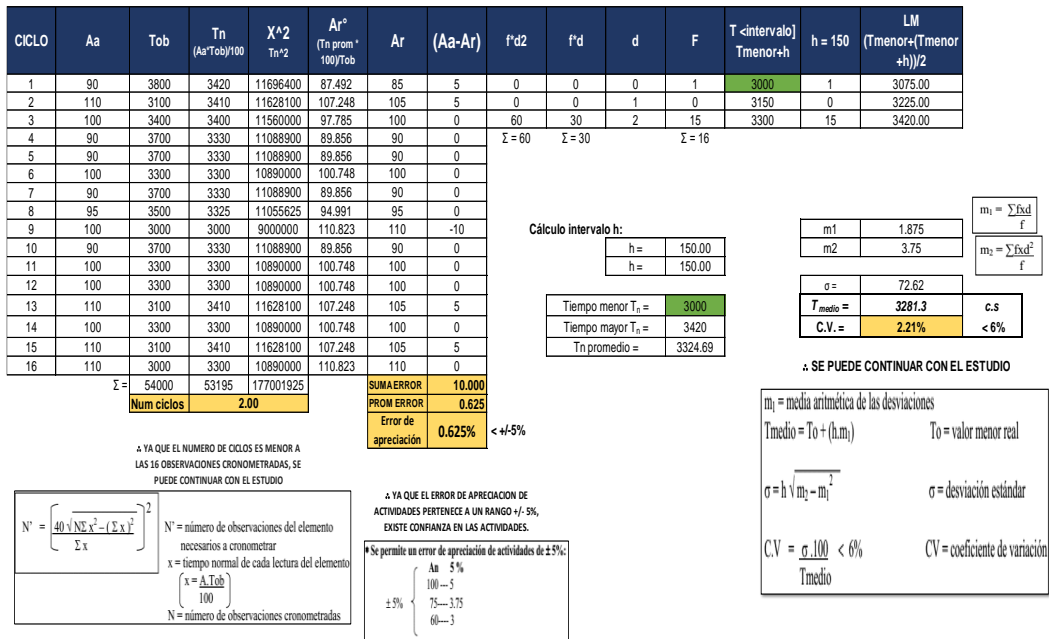 CICLO Aa Tob Tn (Aa*Tob)/100 X^2 Tn^2 Ar° (Tn prom * 100)/Tob Ar (Aa-Ar) f*d2 f*d d F T <intervalo] Tmenor+h h = 150 LM (Tmenor+(Tmenor +h))/2
1 90 3800 3420 11696400 87.492 85 5 0 0 0 1 3000 1 3075.00
2 110 3100 3410 11628100 107.248 105 5 0 0 1 0 3150 0 3225.00
3 100 3400 3400 11560000 97.785 100 0 60 30 2 15 3300 15 3420.00
4 90 3700 3330 11088900 89.856 90 0 Σ = 60 Σ = 30 Σ = 16
5 90 3700 3330 11088900 89.856 90 0
6 100 3300 3300 10890000 100.748 100 0
7 90 3700 3330 11088900 89.856 90 0
8 95 3500 3325 11055625 94.991 95 0
9 100 3000 3000 9000000 110.823 110 -10 Cálculo intervalo h: m1 1.875 m₁ = ∑fxd / f
10 90 3700 3330 11088900 89.856 90 0 h = 150.00 m2 3.75 m₂ = ∑fxd² / f
11 100 3300 3300 10890000 100.748 100 0 h = 150.00
12 100 3300 3300 10890000 100.748 100 0 σ = 72.62
13 110 3100 3410 11628100 107.248 105 5 Tiempo menor Tₙ = 3000 T medio = 3281.3 c.s
14 100 3300 3300 10890000 100.748 100 0 Tiempo mayor Tₙ = 3420 C.V. = 2.21% < 6%
15 110 3100 3410 11628100 107.248 105 5 Tn promedio = 3324.69
16 110 3000 3300 10890000 110.823 110 0
Σ = 54000 53195 177001925 SUMA ERROR 10.000
Num ciclos 2.00 PROM ERROR 0.625
Error de apreciación 0.625% < +/-5%
∴ SE PUEDE CONTINUAR CON EL ESTUDIO
m₁ = media aritmética de las desviaciones
Tmedio = To + (h.m₁) To = valor menor real
σ = h √ m₂ – m₁² σ = desviación estándar
C.V = σ.100 / Tmedio < 6% CV = coeficiente de variación
∴ YA QUE EL NUMERO DE CICLOS ES MENOR A
LAS 16 OBSERVACIONES CRONOMETRADAS, SE
PUEDE CONTINUAR CON EL ESTUDIO
N' = [ 40 √ NΣ x² – ( Σ x )² / Σ x ]²
N' = número de observaciones del elemento
necesarios a cronometrar
x = tiempo normal de cada lectura del elemento
( x = A.Tob / 100 )
N = número de observaciones cronometradas
∴ YA QUE EL ERROR DE APRECIACION DE
ACTIVIDADES PERTENECE A UN RANGO +/- 5%,
EXISTE CONFIANZA EN LAS ACTIVIDADES.
• Se permite un error de apreciación de actividades de ± 5%:
An 5 %
100 --- 5
± 5% 75---- 3.75
60---- 3